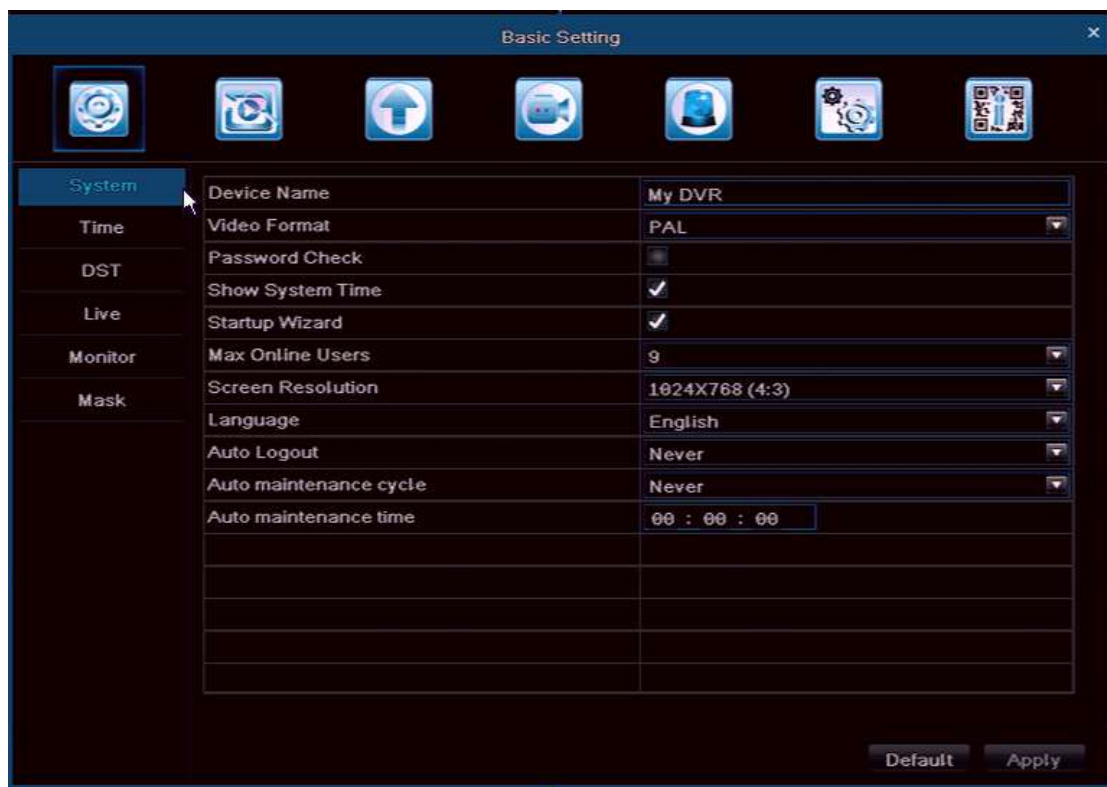 Basic Setting
System
Time
DST
Live
Monitor
Mask
Device Name My DVR
Video Format PAL
Password Check
Show System Time
Startup Wizard
Max Online Users 9
Screen Resolution 1024X768 (4:3)
Language English
Auto Logout Never
Auto maintenance cycle Never
Auto maintenance time 00 : 00 : 00
Default Apply